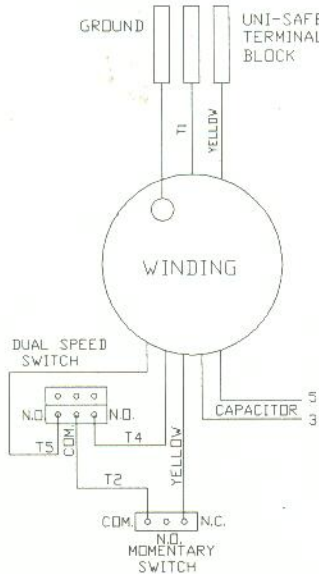 GROUND
UNI-SAFE
TERMINAL
BLOCK
T1
YELLOW
WINDING
DUAL SPEED
SWITCH
N.O.
N.O.
COM.
T5
T4
CAPACITOR
5
3
YELLOW
T2
COM.
N.C.
N.O.
MOMENTARY
SWITCH